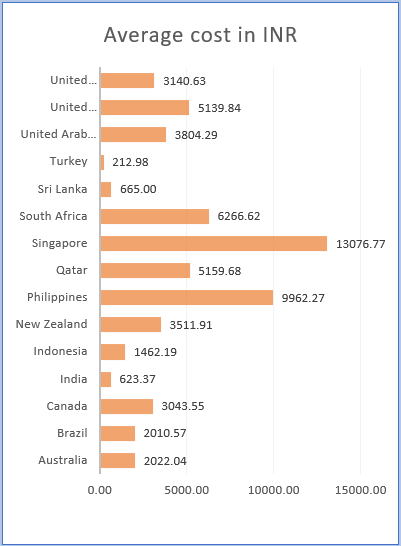 Average cost in INR
United... 3140.63
United... 5139.84
United Arab... 3804.29
Turkey 212.98
Sri Lanka 665.00
South Africa 6266.62
Singapore 13076.77
Qatar 5159.68
Philippines 9962.27
New Zealand 3511.91
Indonesia 1462.19
India 623.37
Canada 3043.55
Brazil 2010.57
Australia 2022.04
0.00 5000.00 10000.00 15000.00